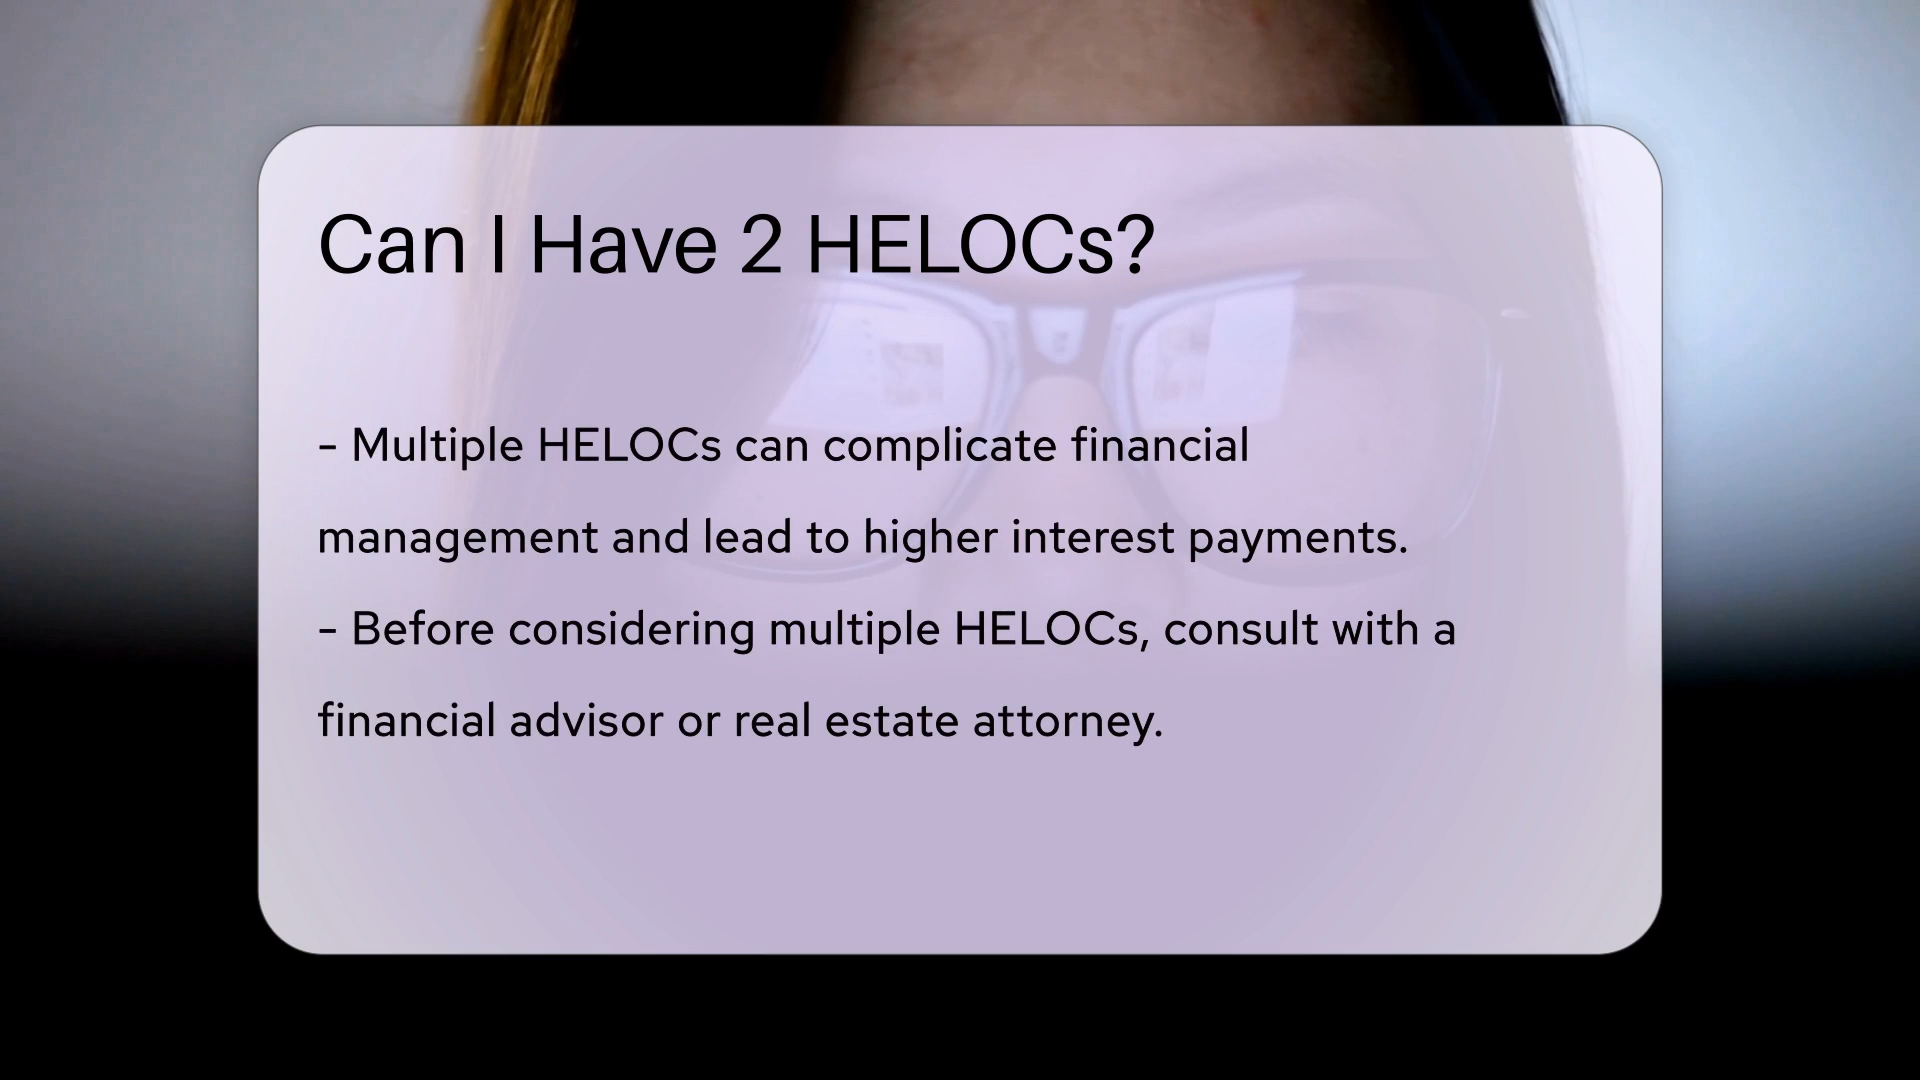 Can I Have 2 HELOCs?
- Multiple HELOCs can complicate financial
management and lead to higher interest payments.
- Before considering multiple HELOCs, consult with a
financial advisor or real estate attorney.